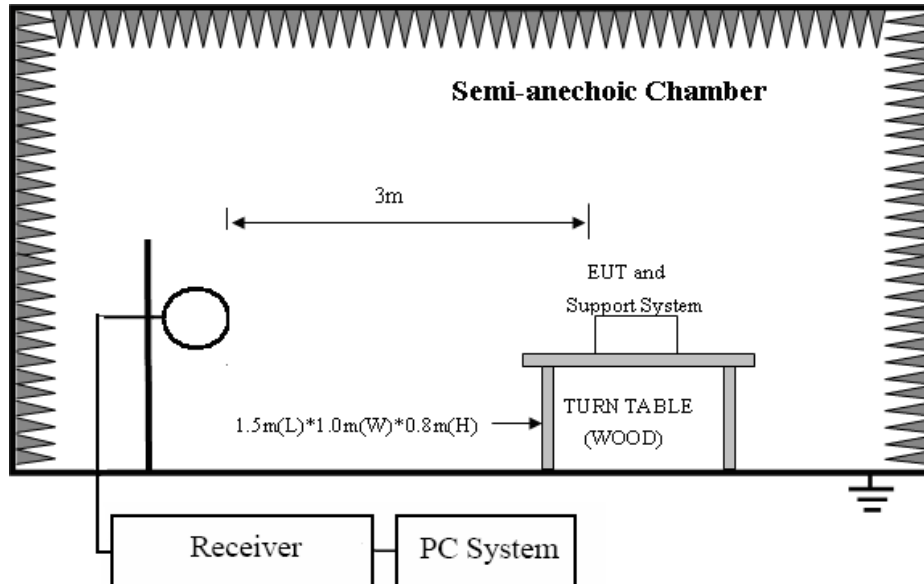 Semi-anechoic Chamber
3m
EUT and
Support System
1.5m(L)*1.0m(W)*0.8m(H)
TURN TABLE
(WOOD)
Receiver
PC System